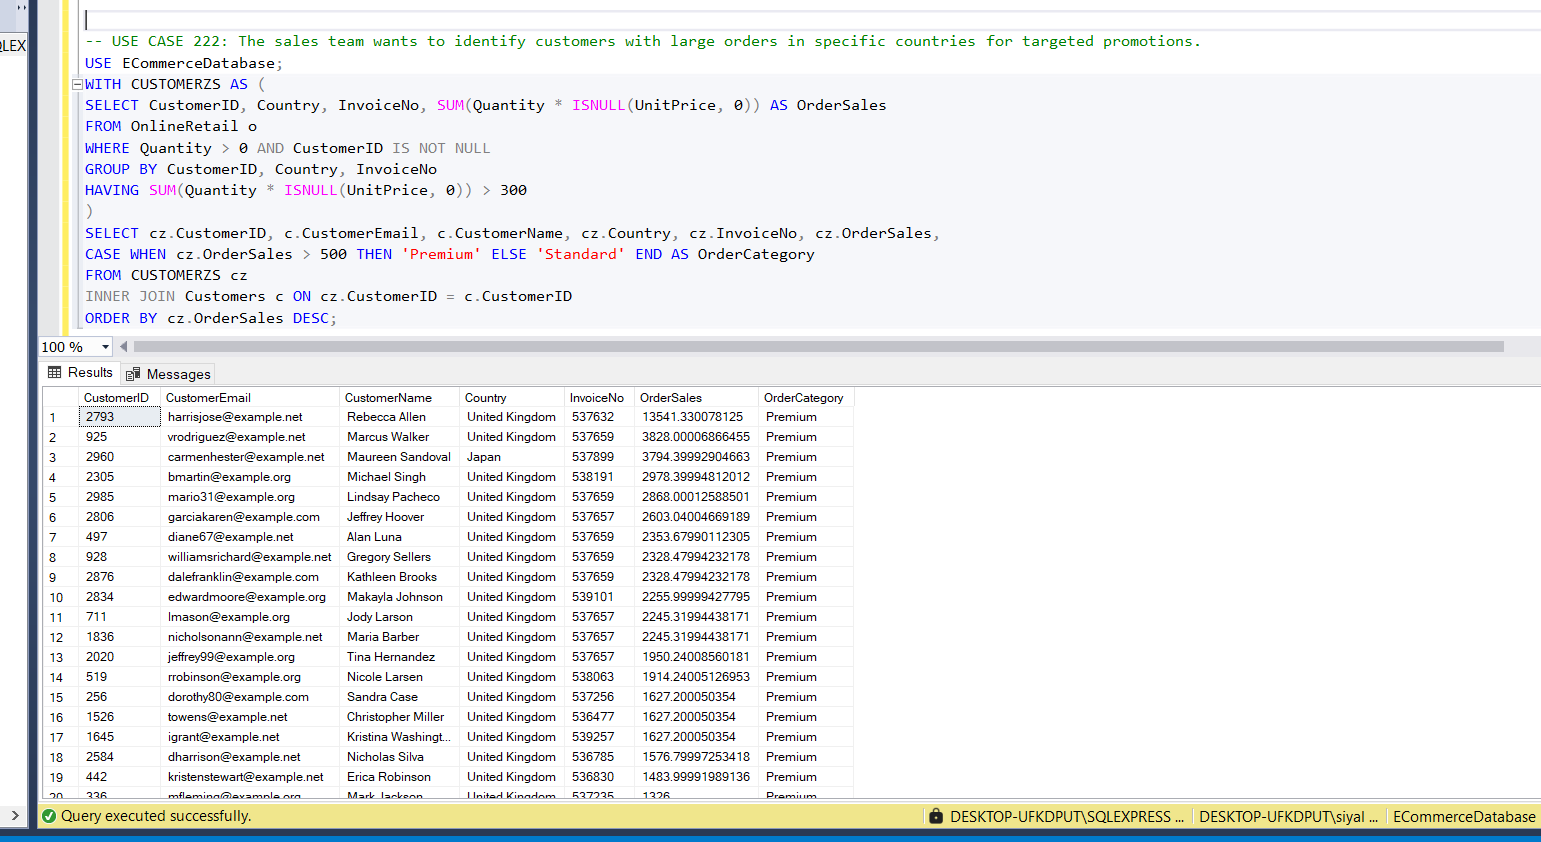 QLEX
-- USE CASE 222: The sales team wants to identify customers with large orders in specific countries for targeted promotions.
USE ECommerceDatabase;
WITH CUSTOMERZS AS (
SELECT CustomerID, Country, InvoiceNo, SUM(Quantity * ISNULL(UnitPrice, 0)) AS OrderSales
FROM OnlineRetail o
WHERE Quantity > 0 AND CustomerID IS NOT NULL
GROUP BY CustomerID, Country, InvoiceNo
HAVING SUM(Quantity * ISNULL(UnitPrice, 0)) > 300
)
SELECT cz.CustomerID, c.CustomerEmail, c.CustomerName, cz.Country, cz.InvoiceNo, cz.OrderSales,
CASE WHEN cz.OrderSales > 500 THEN 'Premium' ELSE 'Standard' END AS OrderCategory
FROM CUSTOMERZS cz
INNER JOIN Customers c ON cz.CustomerID = c.CustomerID
ORDER BY cz.OrderSales DESC;
100 %
Results Messages
CustomerID CustomerEmail CustomerName Country InvoiceNo OrderSales OrderCategory
1 2793 harrisjose@example.net Rebecca Allen United Kingdom 537632 13541.330078125 Premium
2 925 vrodriguez@example.net Marcus Walker United Kingdom 537659 3828.00006866455 Premium
3 2960 carmenhester@example.net Maureen Sandoval Japan 537899 3794.39992904663 Premium
4 2305 bmartin@example.org Michael Singh United Kingdom 538191 2978.39994812012 Premium
5 2985 mario31@example.org Lindsay Pacheco United Kingdom 537659 2868.00012588501 Premium
6 2806 garciakaren@example.com Jeffrey Hoover United Kingdom 537657 2603.04004669189 Premium
7 497 diane67@example.net Alan Luna United Kingdom 537659 2353.67990112305 Premium
8 928 williamsrichard@example.net Gregory Sellers United Kingdom 537659 2328.47994232178 Premium
9 2876 dalefranklin@example.com Kathleen Brooks United Kingdom 537659 2328.47994232178 Premium
10 2834 edwardmoore@example.org Makayla Johnson United Kingdom 539101 2255.99999427795 Premium
11 711 lmason@example.org Jody Larson United Kingdom 537657 2245.31994438171 Premium
12 1836 nicholsonann@example.net Maria Barber United Kingdom 537657 2245.31994438171 Premium
13 2020 jeffrey99@example.org Tina Hernandez United Kingdom 537657 1950.24008560181 Premium
14 519 rrobinson@example.org Nicole Larsen United Kingdom 538063 1914.24005126953 Premium
15 256 dorothy80@example.com Sandra Case United Kingdom 537256 1627.200050354 Premium
16 1526 towens@example.net Christopher Miller United Kingdom 536477 1627.200050354 Premium
17 1645 igrant@example.net Kristina Washingt... United Kingdom 539257 1627.200050354 Premium
18 2584 dharrison@example.net Nicholas Silva United Kingdom 536785 1576.79997253418 Premium
19 442 kristenstewart@example.net Erica Robinson United Kingdom 536830 1483.99991989136 Premium
20 336 mfleming@example.org Mark Jackson United Kingdom 537235 1326 Premium
Query executed successfully. DESKTOP-UFKDPUT\SQLEXPRESS ... DESKTOP-UFKDPUT\siyal ... ECommerceDatabase